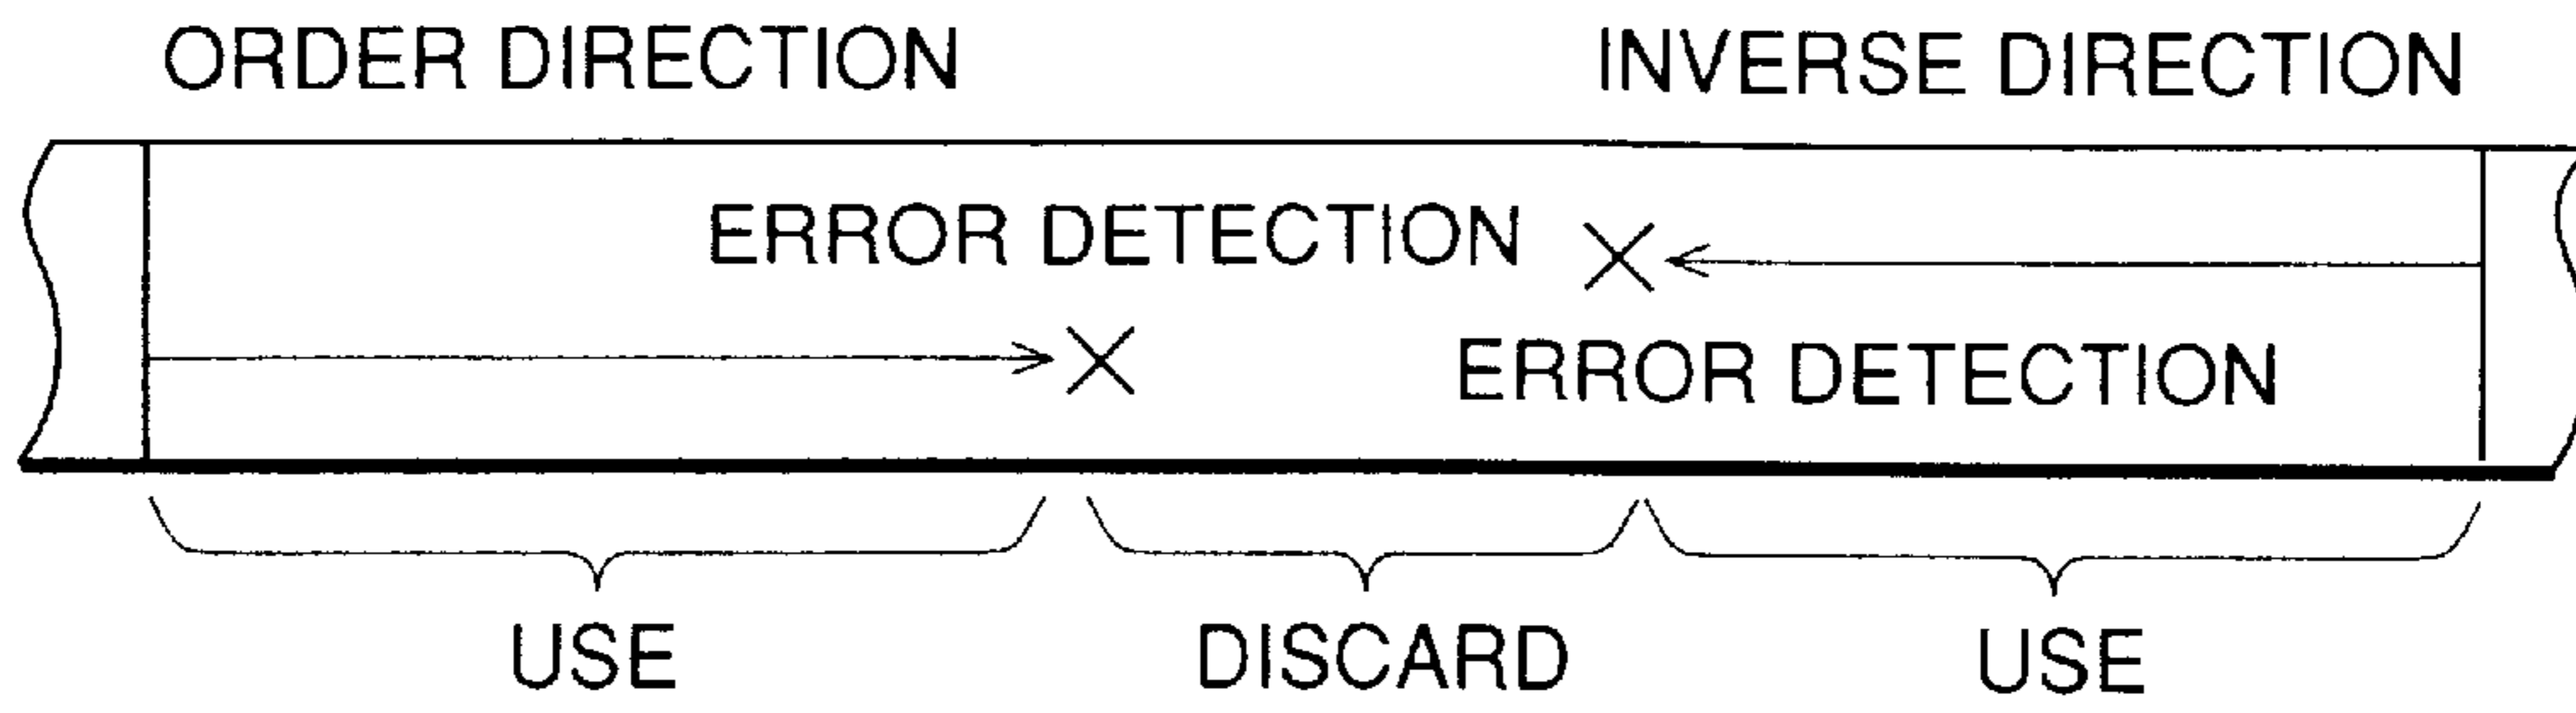 ORDER DIRECTION
INVERSE DIRECTION
ERROR DETECTION
ERROR DETECTION
USE
DISCARD
USE